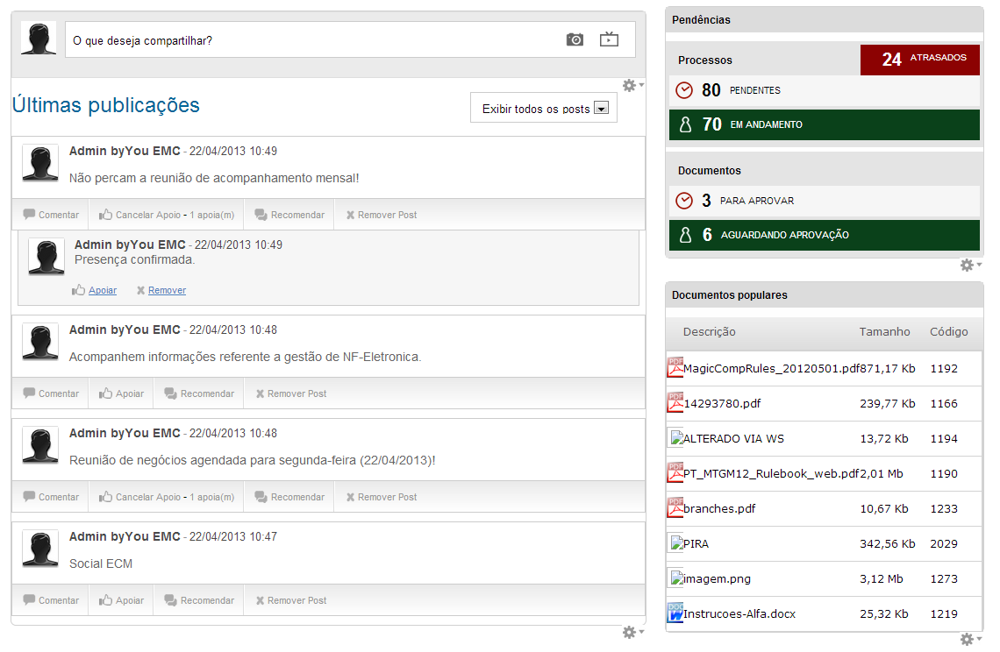 O que deseja compartilhar?
Últimas publicações
Exibir todos os posts
Admin byYou EMC - 22/04/2013 10:49
Não percam a reunião de acompanhamento mensal!
Comentar Cancelar Apoio - 1 apoia(m) Recomendar Remover Post
Admin byYou EMC - 22/04/2013 10:49
Presença confirmada.
Apoiar Remover
Admin byYou EMC - 22/04/2013 10:48
Acompanhem informações referente a gestão de NF-Eletronica.
Comentar Apoiar Recomendar Remover Post
Admin byYou EMC - 22/04/2013 10:48
Reunião de negócios agendada para segunda-feira (22/04/2013)!
Comentar Cancelar Apoio - 1 apoia(m) Recomendar Remover Post
Admin byYou EMC - 22/04/2013 10:47
Social ECM
Comentar Apoiar Recomendar Remover Post
Pendências
Processos 24 ATRASADOS
80 PENDENTES
70 EM ANDAMENTO
Documentos
3 PARA APROVAR
6 AGUARDANDO APROVAÇÃO
Documentos populares
Descrição Tamanho Código
PDF MagicCompRules_20120501.pdf 871,17 Kb 1192
PDF 14293780.pdf 239,77 Kb 1166
ALTERADO VIA WS 13,72 Kb 1194
PDF PT_MTGM12_Rulebook_web.pdf 2,01 Mb 1190
PDF branches.pdf 10,67 Kb 1233
PIRA 342,56 Kb 2029
imagem.png 3,12 Mb 1273
DOC W Instrucoes-Alfa.docx 25,32 Kb 1219